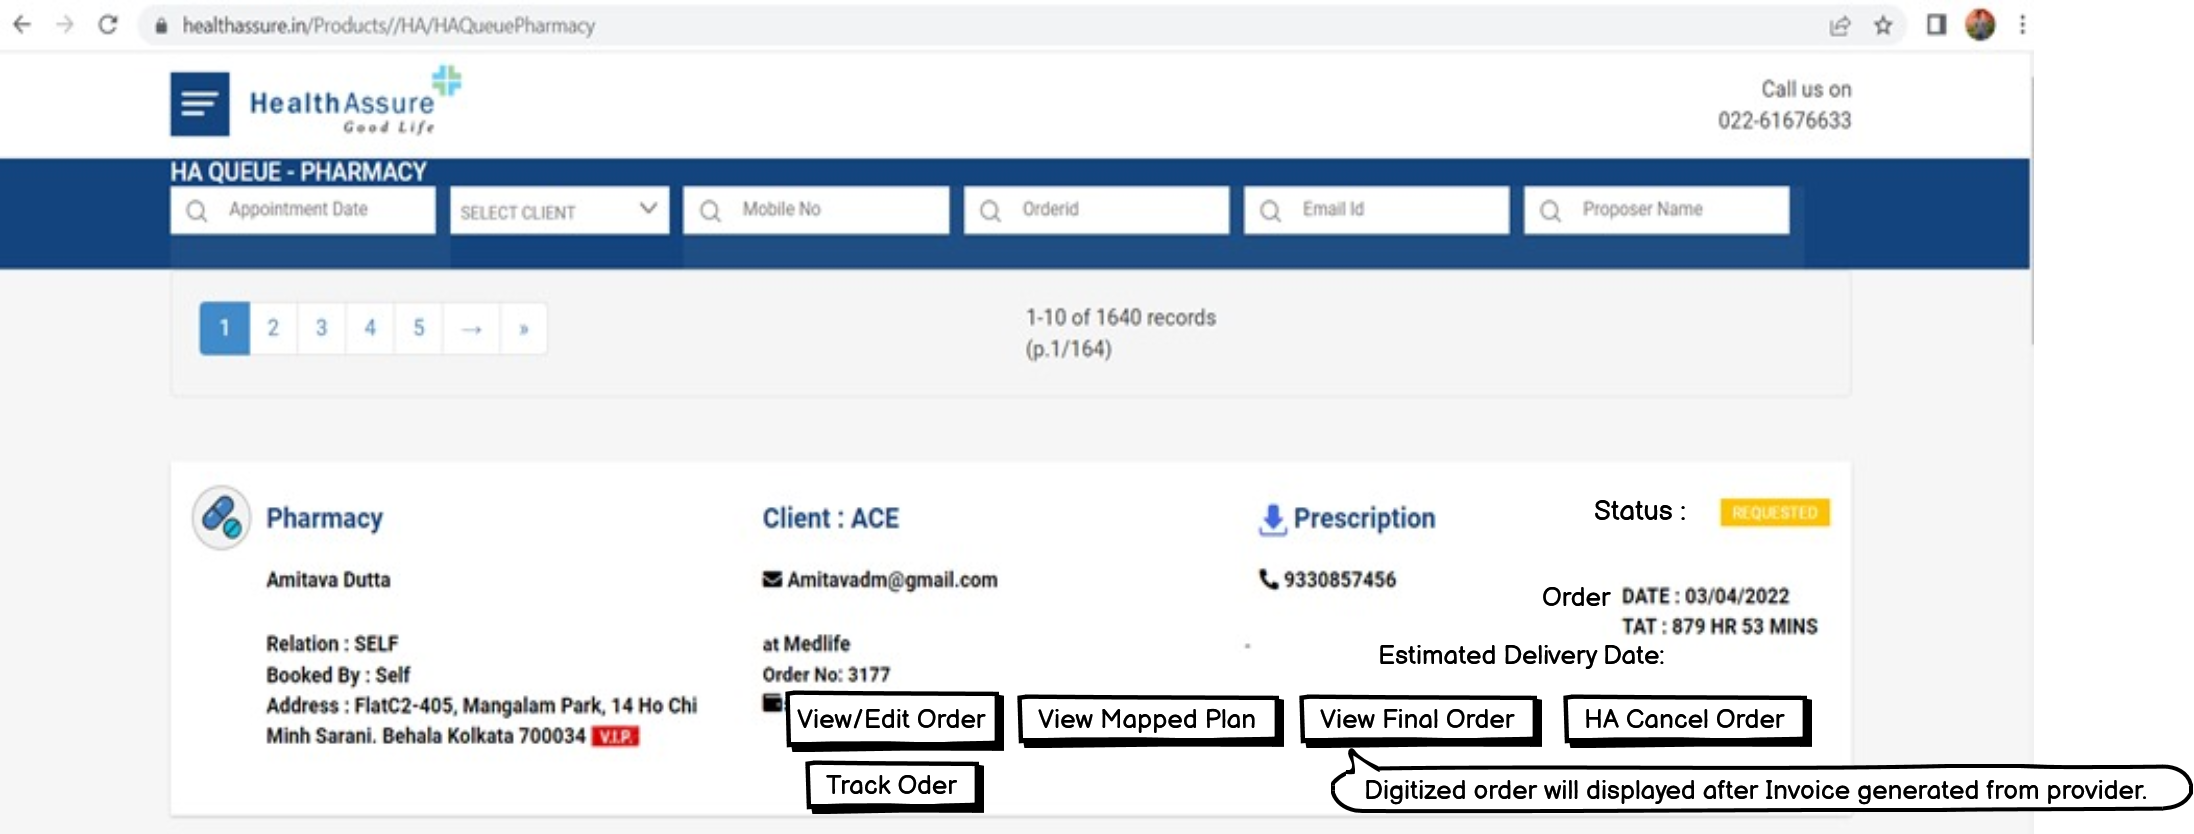 healthassure.in/Products//HA/HAQueuePharmacy
HealthAssure
Good Life
Call us on
022-61676633
HA QUEUE - PHARMACY
Appointment Date
SELECT CLIENT
Mobile No
Orderid
Email Id
Proposer Name
1 2 3 4 5 → »
1-10 of 1640 records
(p.1/164)
Pharmacy
Client : ACE
Prescription
Status :
REQUESTED
Amitava Dutta
Amitavadm@gmail.com
9330857456
Order DATE : 03/04/2022
TAT : 879 HR 53 MINS
Relation : SELF
at Medlife
Estimated Delivery Date:
Booked By : Self
Order No: 3177
Address : FlatC2-405, Mangalam Park, 14 Ho Chi
Minh Sarani. Behala Kolkata 700034 V.I.P.
View/Edit Order
View Mapped Plan
View Final Order
HA Cancel Order
Track Oder
Digitized order will displayed after Invoice generated from provider.